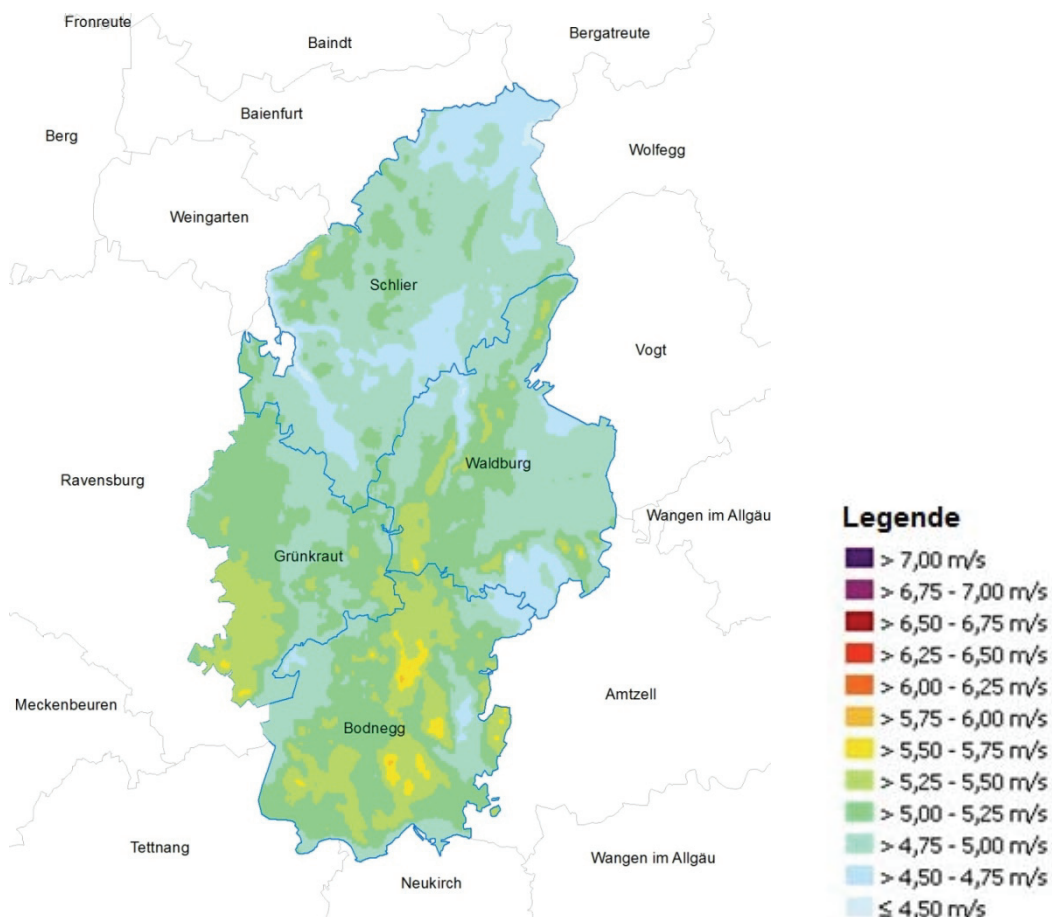 Fronreute
Baindt
Bergatreute
Baienfurt
Berg
Wolfegg
Weingarten
Schlier
Vogt
Ravensburg
Waldburg
Wangen im Allgäu
Grünkraut
Meckenbeuren
Amtzell
Bodnegg
Tettnang
Wangen im Allgäu
Neukirch
Legende
> 7,00 m/s
> 6,75 - 7,00 m/s
> 6,50 - 6,75 m/s
> 6,25 - 6,50 m/s
> 6,00 - 6,25 m/s
> 5,75 - 6,00 m/s
> 5,50 - 5,75 m/s
> 5,25 - 5,50 m/s
> 5,00 - 5,25 m/s
> 4,75 - 5,00 m/s
> 4,50 - 4,75 m/s
≤ 4,50 m/s